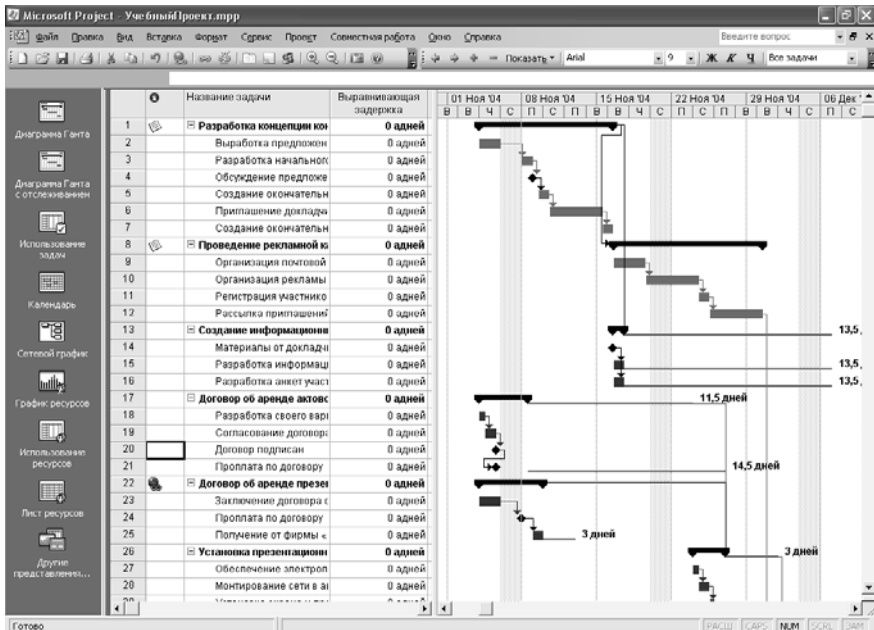 Microsoft Project - УчебныйПроект.mpp
Файл Правка Вид Вставка Формат Сервис Проект Совместная работа Окно Справка Введите вопрос
Показать Arial 9 Ж К Ч Все задачи
Диаграмма Ганта
Диаграмма Ганта с отслеживанием
Использование задач
Календарь
Сетевой график
График ресурсов
Использование ресурсов
Лист ресурсов
Другие представления...
Название задачи Выравнивающая задержка
01 Ноя '04 08 Ноя '04 15 Ноя '04 22 Ноя '04 29 Ноя '04 06 Дек '
В В Ч С П В Ч С П В В Ч С П С П В Ч С П С
1 Разработка концепции кон 0 адней
2 Выработка предложен 0 адней
3 Разработка начального 0 адней
4 Обсуждение предложе 0 адней
5 Создание окончательн 0 адней
6 Приглашение докладчи 0 адней
7 Создание окончательн 0 адней
8 Проведение рекламной ка 0 адней
9 Организация почтовой 0 адней
10 Организация рекламы 0 адней
11 Регистрация участнико 0 адней
12 Рассылка приглашений 0 адней
13 Создание информационн 0 адней 13,5
14 Материалы от докладчи 0 адней
15 Разработка информаци 0 адней 13,5
16 Разработка анкет участ 0 адней 13,5
17 Договор об аренде актовс 0 адней 11,5 дней
18 Разработка своего вари 0 адней
19 Согласование договора 0 адней
20 Договор подписан 0 адней
21 Проплата по договору 0 адней 14,5 дней
22 Договор об аренде презен 0 адней
23 Заключение договора с 0 адней
24 Проплата по договору 0 адней
25 Получение от фирмы « 0 адней 3 дней
26 Установка презентационн 0 адней 3 дней
27 Обеспечение электроп 0 адней
28 Монтирование сети в а 0 адней
Готово РАСШ CAPS NUM SCRL ЗАМ